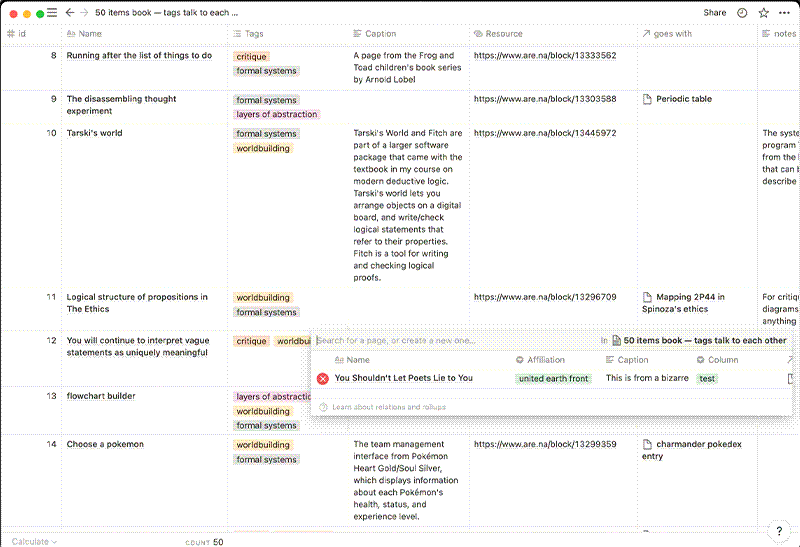 50 items book — tags talk to each ...
Share
# id
Name
Tags
Caption
Resource
goes with
notes
8
Running after the list of things to do
critique
formal systems
A page from the Frog and
Toad children's book series
by Arnold Lobel
https://www.are.na/block/13333562
9
The disassembling thought
experiment
formal systems
layers of abstraction
https://www.are.na/block/13303588
Periodic table
10
Tarski's world
formal systems
worldbuilding
Tarski's World and Fitch are
part of a larger software
package that came with the
textbook in my course on
modern deductive logic.
Tarski's world lets you
arrange objects on a digital
board, and write/check
logical statements that
refer to their properties.
Fitch is a tool for writing
and checking logical
proofs.
https://www.are.na/block/13445972
The syste
program
from the
that can b
describe
11
Logical structure of propositions in
The Ethics
worldbuilding
formal systems
https://www.are.na/block/13296709
Mapping 2P44 in
Spinoza's ethics
For critiq
diagrams
anything
12
You will continue to interpret vague
statements as uniquely meaningful
critique
worldbui
Search for a page, or create a new one...
In
50 items book — tags talk to each other
Name
Affiliation
Caption
Column
You Shouldn't Let Poets Lie to You
united earth front
This is from a bizarre
test
Learn about relations and rollups
13
flowchart builder
layers of abstractio
worldbuilding
formal systems
14
Choose a pokemon
worldbuilding
formal systems
The team management
interface from Pokémon
Heart Gold/Soul Silver,
which displays information
about each Pokémon's
health, status, and
experience level.
https://www.are.na/block/13299359
charmander pokedex
entry
Calculate
COUNT 50
?